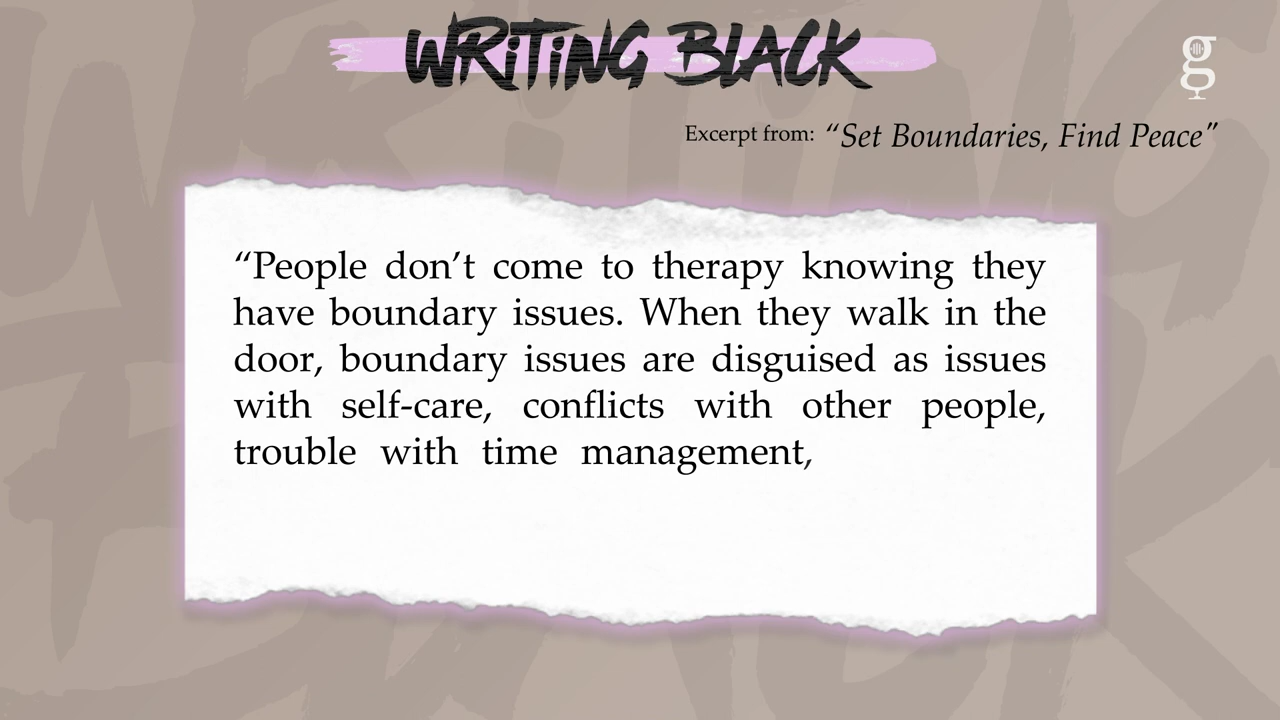 WRiTiNG BLACK
g
Excerpt from: “Set Boundaries, Find Peace”
“People don’t come to therapy knowing they
have boundary issues. When they walk in the
door, boundary issues are disguised as issues
with self-care, conflicts with other people,
trouble with time management,